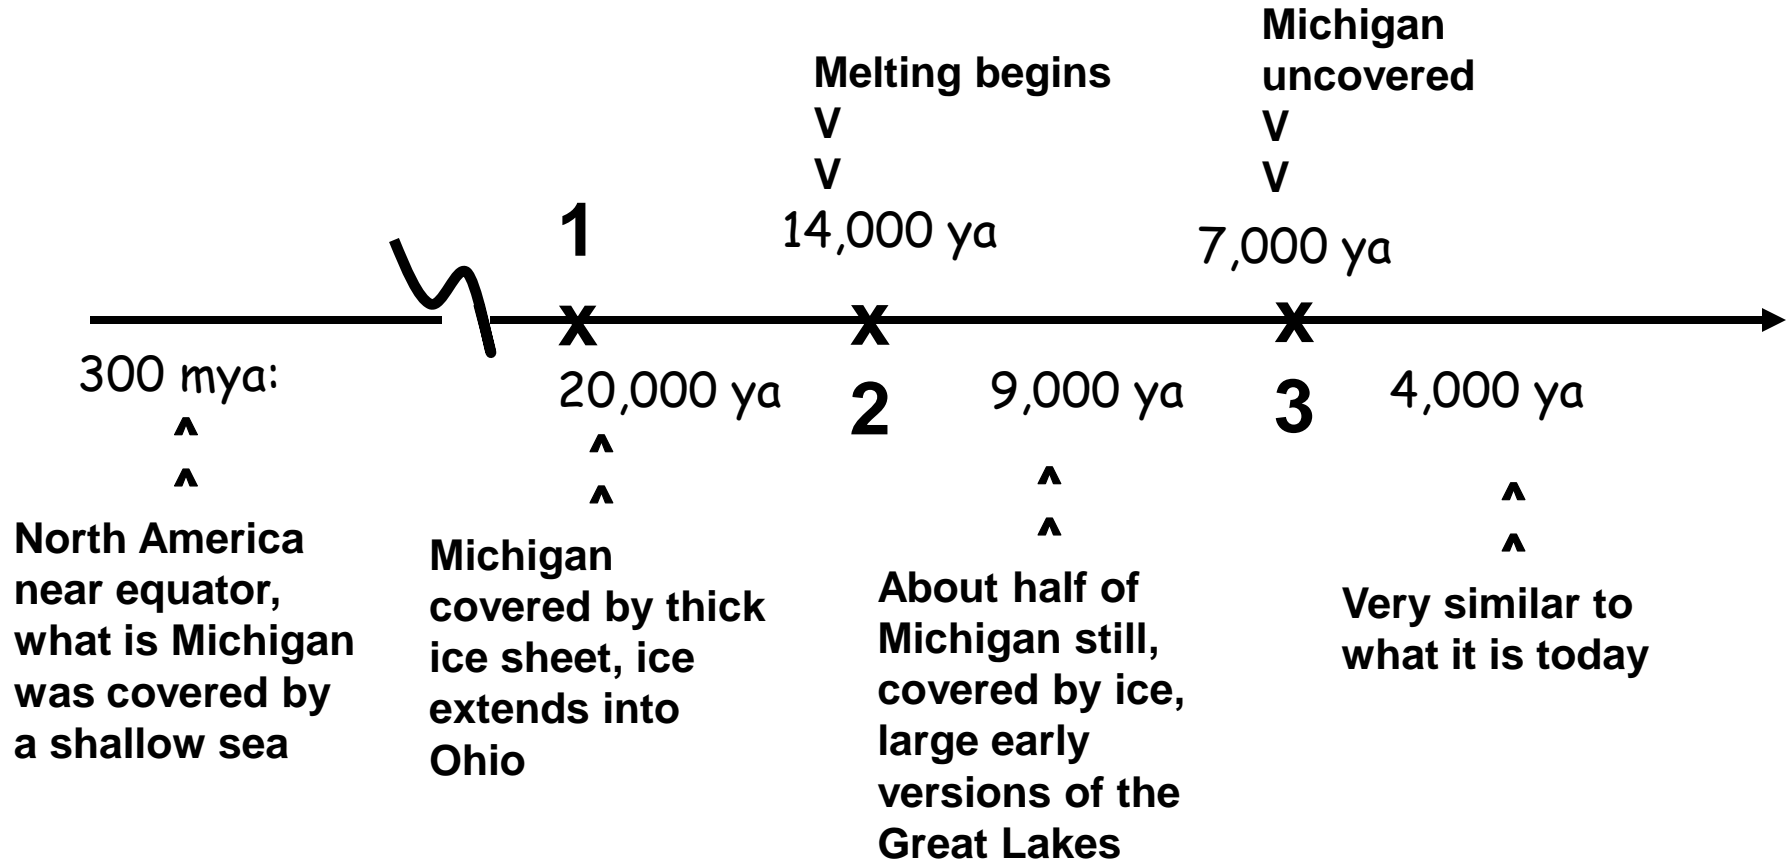 Michigan
uncovered
V
V
Melting begins
V
V
1
14,000 ya
7,000 ya
x
x
x
300 mya:
20,000 ya
2
9,000 ya
3
4,000 ya
^
^
North America
near equator,
what is Michigan
was covered by
a shallow sea
^
^
Michigan
covered by thick
ice sheet, ice
extends into
Ohio
^
^
About half of
Michigan still,
covered by ice,
large early
versions of the
Great Lakes
^
^
Very similar to
what it is today